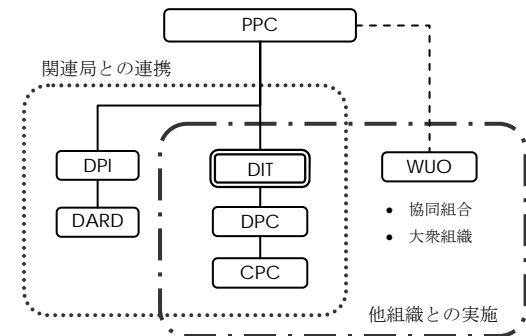 PPC
関連局との連携
DPI
DIT
WUO
DARD
DPC
• 協同組合
• 大衆組織
CPC
他組織との実施